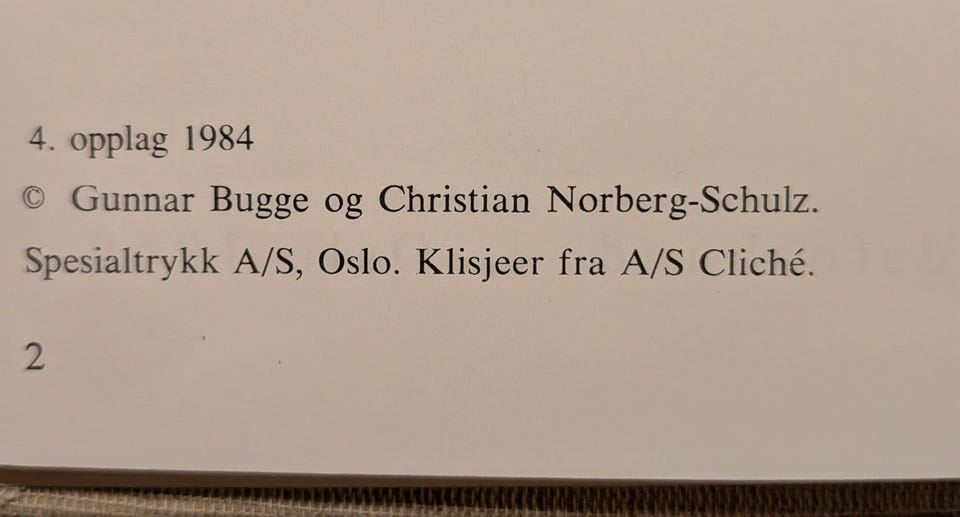 4. opplag 1984
© Gunnar Bugge og Christian Norberg-Schulz.
Spesialtrykk A/S, Oslo. Klisjeer fra A/S Cliché.
2